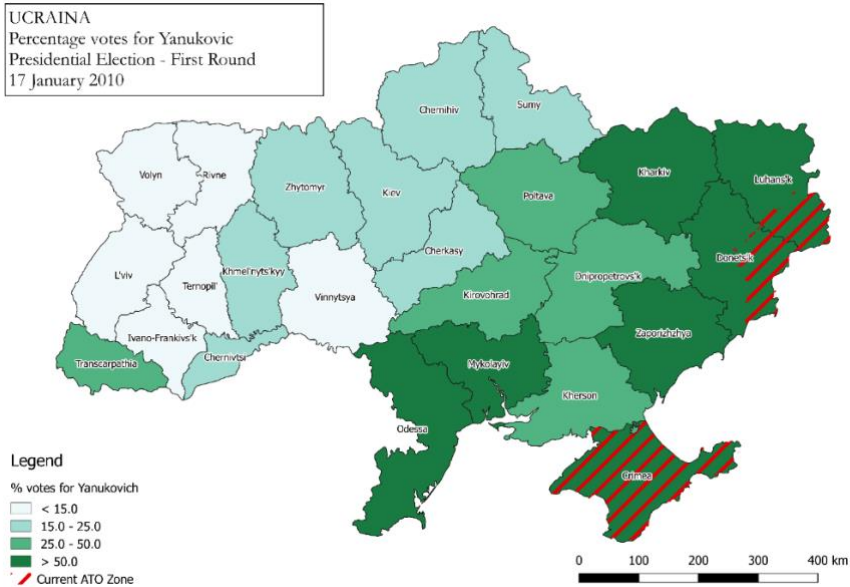 UCRAINA
Percentage votes for Yanukovic
Presidential Election - First Round
17 January 2010
Chernihiv
Sumy
Volyn
Rivne
Zhytomyr
Kiev
Poltava
Kharkiv
Luhans'k
L'viv
Ternopil'
Khmel'nyts'kyy
Vinnytsya
Cherkasy
Kirovohrad
Dnipropetrovs'k
Donets'k
Ivano-Frankivs'k
Transcarpathia
Chernivtsi
Mykolayiv
Zaporizhzhya
Kherson
Odessa
Crimea
Legend
% votes for Yanukovich
< 15.0
15.0 - 25.0
25.0 - 50.0
> 50.0
Current ATO Zone
0 100 200 300 400 km